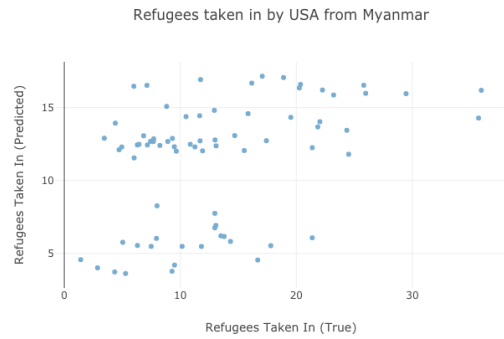 Refugees taken in by USA from Myanmar
Refugees Taken In (Predicted)
15
10
5
0
10
20
30
Refugees Taken In (True)